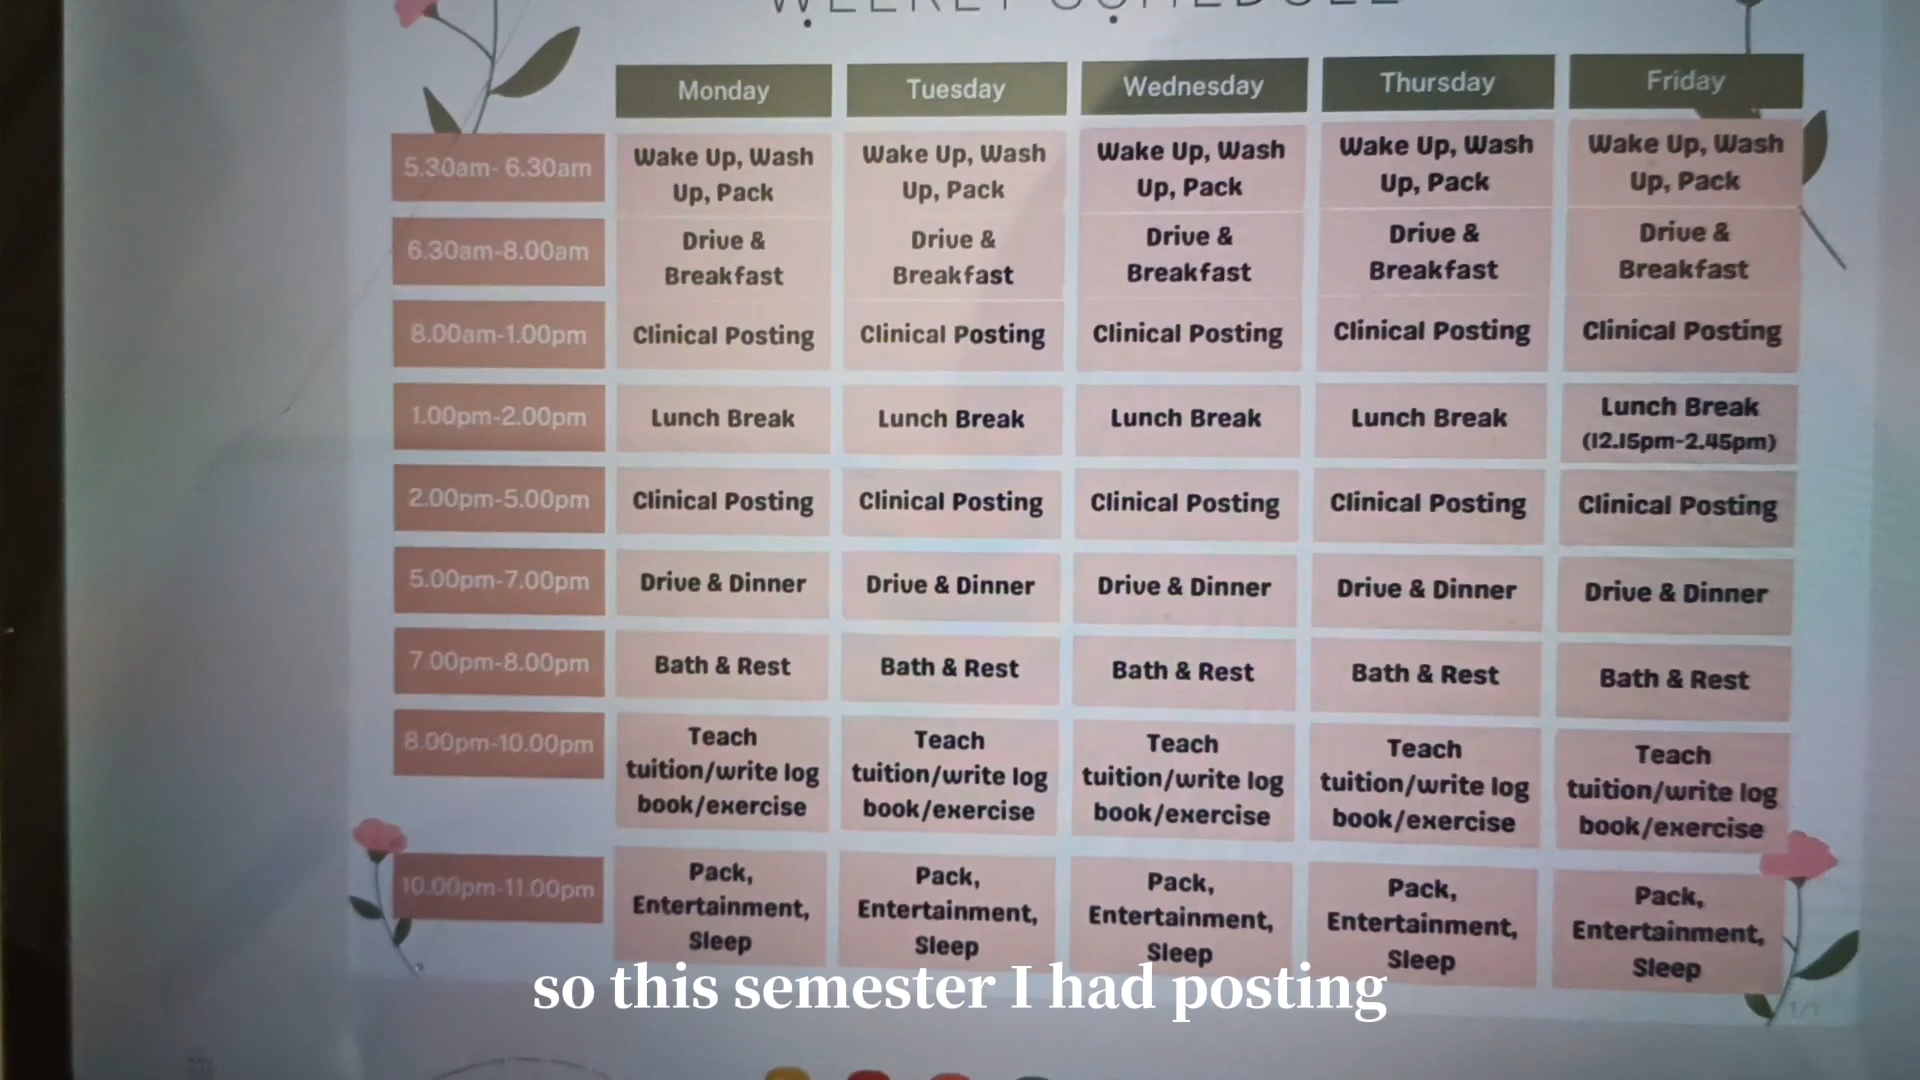 WEEKLY SCHEDULE
Monday Tuesday Wednesday Thursday Friday
5.30am- 6.30am
Wake Up, Wash Up, Pack
Wake Up, Wash Up, Pack
Wake Up, Wash Up, Pack
Wake Up, Wash Up, Pack
Wake Up, Wash Up, Pack
6.30am-8.00am
Drive & Breakfast
Drive & Breakfast
Drive & Breakfast
Drive & Breakfast
Drive & Breakfast
8.00am-1.00pm
Clinical Posting
Clinical Posting
Clinical Posting
Clinical Posting
Clinical Posting
1.00pm-2.00pm
Lunch Break
Lunch Break
Lunch Break
Lunch Break
Lunch Break
(12.15pm-2.45pm)
2.00pm-5.00pm
Clinical Posting
Clinical Posting
Clinical Posting
Clinical Posting
Clinical Posting
5.00pm-7.00pm
Drive & Dinner
Drive & Dinner
Drive & Dinner
Drive & Dinner
Drive & Dinner
7.00pm-8.00pm
Bath & Rest
Bath & Rest
Bath & Rest
Bath & Rest
Bath & Rest
8.00pm-10.00pm
Teach
tuition/write log
book/exercise
Teach
tuition/write log
book/exercise
Teach
tuition/write log
book/exercise
Teach
tuition/write log
book/exercise
Teach
tuition/write log
book/exercise
10.00pm-11.00pm
Pack,
Entertainment,
Sleep
Pack,
Entertainment,
Sleep
Pack,
Entertainment,
Sleep
Pack,
Entertainment,
Sleep
Pack,
Entertainment,
Sleep
so this semester I had posting
1/1